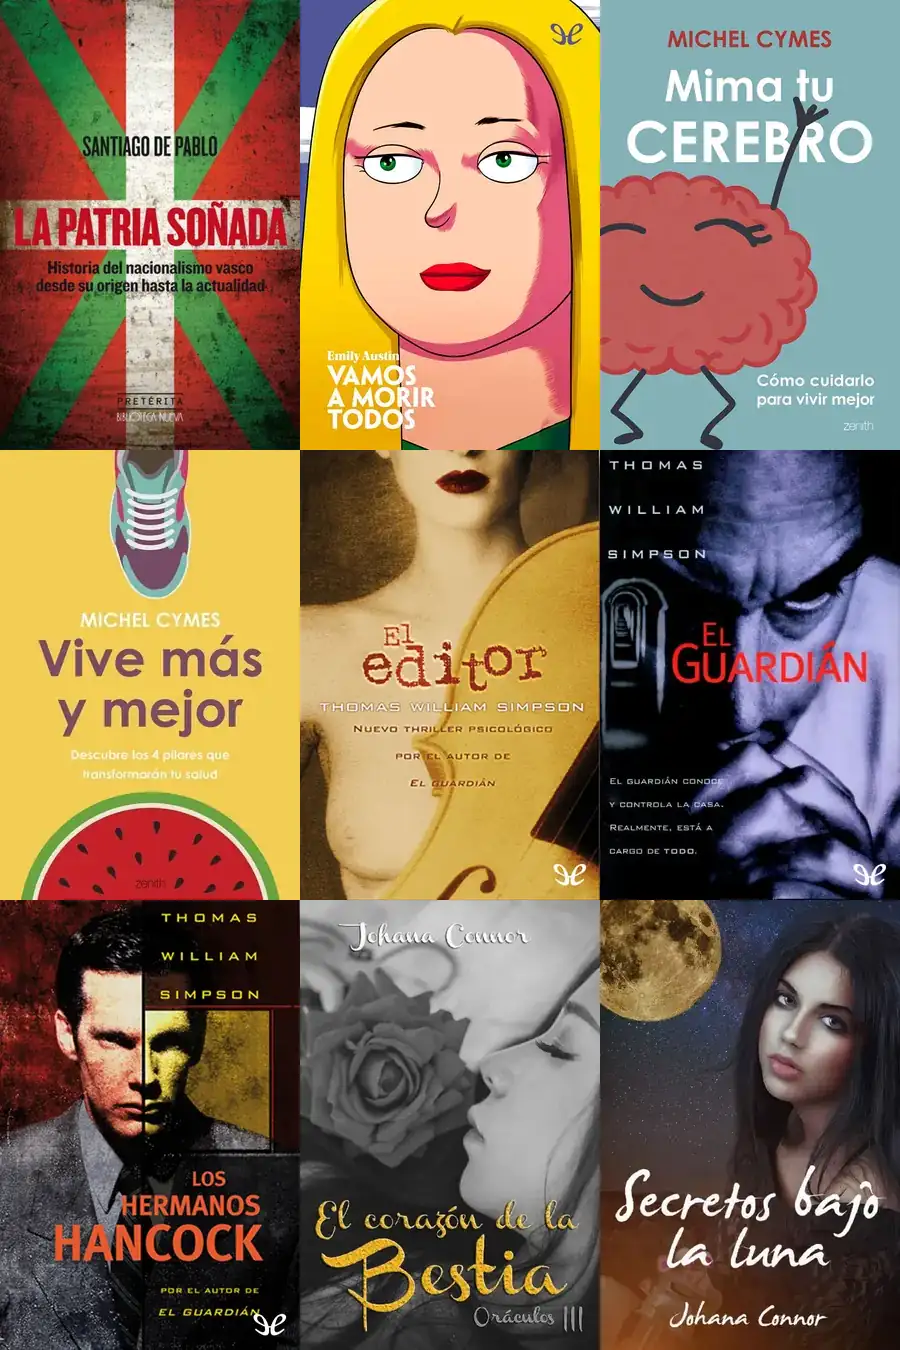 SANTIAGO DE PABLO
LA PATRIA SOÑADA
Historia del nacionalismo vasco
desde su origen hasta la actualidad
PRETÉRITA
BIBLIOTECA NUEVA
Emily Austin
VAMOS
A MORIR
TODOS
MICHEL CYMES
Mima tu
CEREBRO
Cómo cuidarlo
para vivir mejor
zenith
MICHEL CYMES
Vive más
y mejor
Descubre los 4 pilares que
transformarán tu salud
zenith
El
editor
THOMAS WILLIAM SIMPSON
NUEVO THRILLER PSICOLÓGICO
POR EL AUTOR DE
EL GUARDIÁN
THOMAS
WILLIAM
SIMPSON
EL
GUARDIÁN
EL GUARDIÁN CONOCE
Y CONTROLA LA CASA.
REALMENTE, ESTÁ A
CARGO DE TODO.
THOMAS
WILLIAM
SIMPSON
LOS
HERMANOS
HANCOCK
POR EL AUTOR DE
EL GUARDIÁN
Johana Connor
El corazón de la
Bestia
Oráculos III
Secretos bajo
la luna
Johana Connor